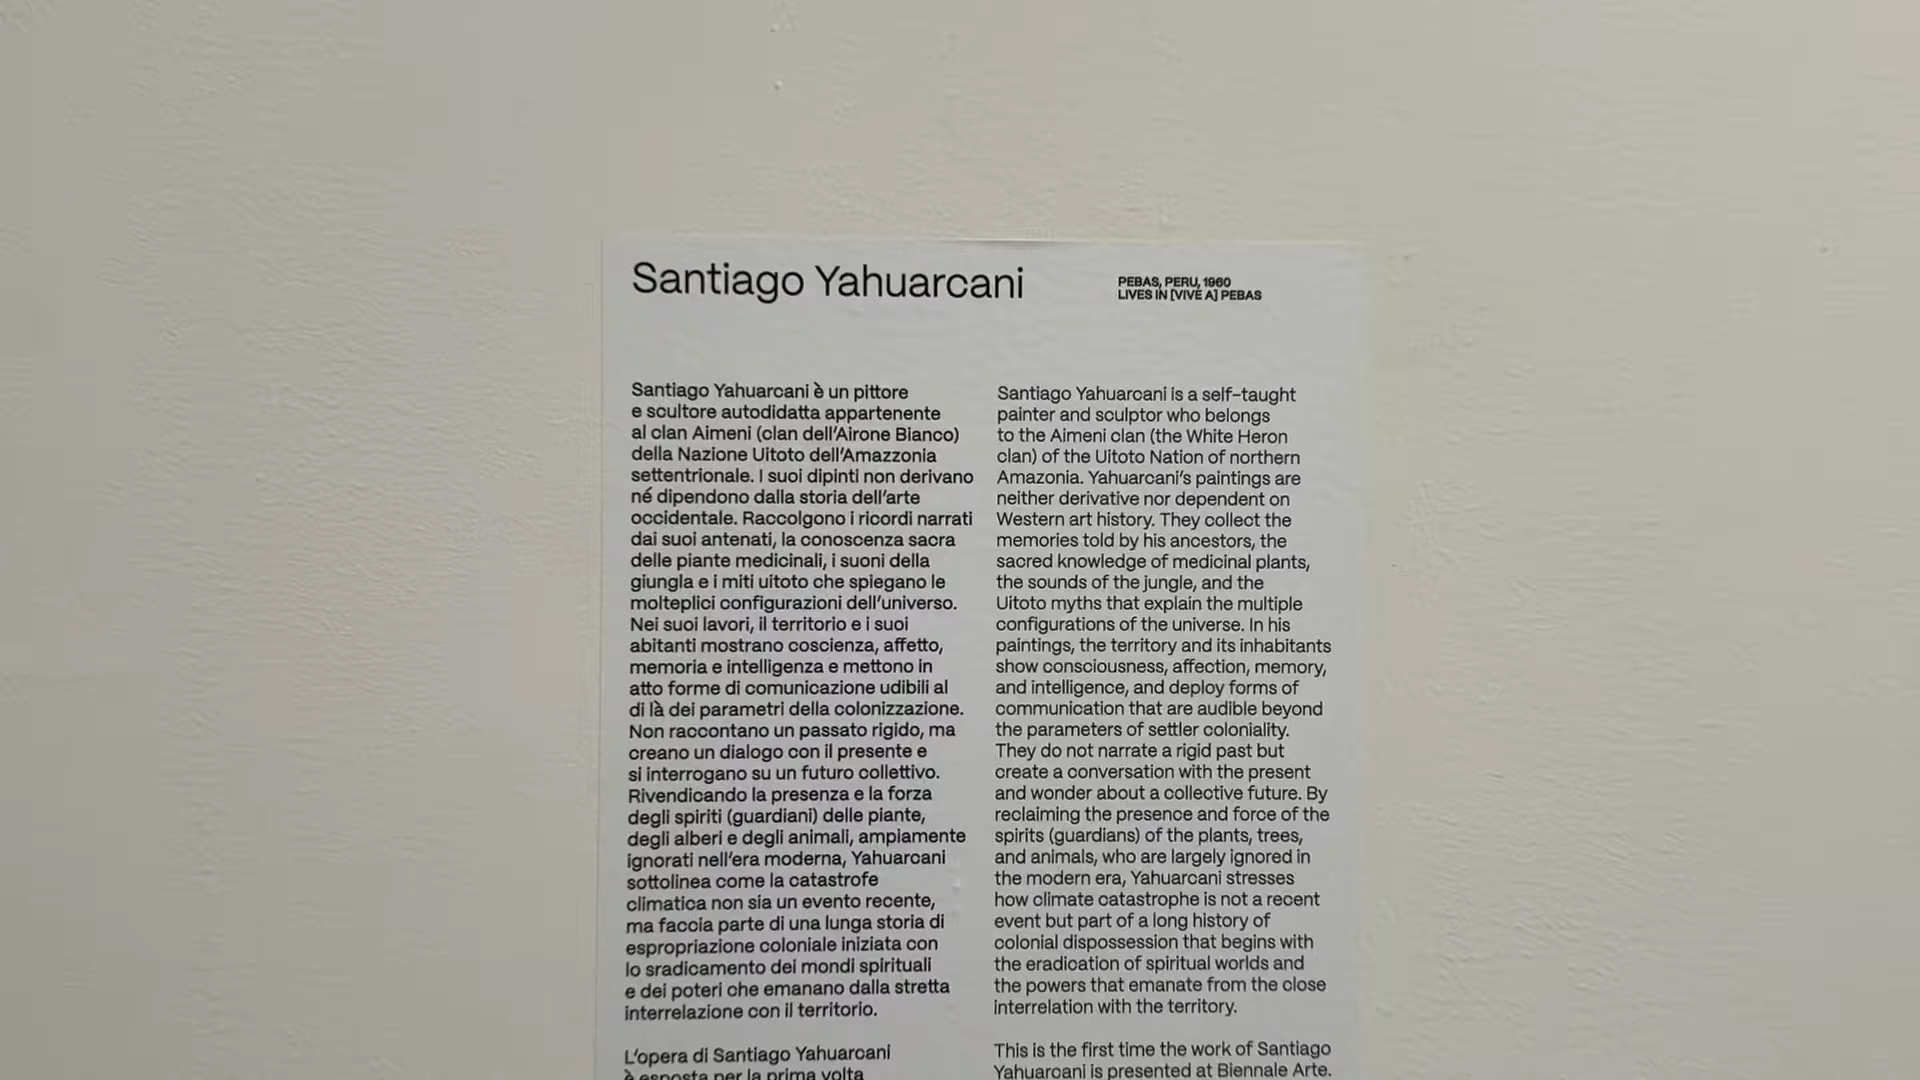 Santiago Yahuarcani
PEBAS, PERU, 1960
LIVES IN [VIVE A] PEBAS
Santiago Yahuarcani è un pittore
e scultore autodidatta appartenente
al clan Aimeni (clan dell'Airone Bianco)
della Nazione Uitoto dell'Amazzonia
settentrionale. I suoi dipinti non derivano
né dipendono dalla storia dell'arte
occidentale. Raccolgono i ricordi narrati
dai suoi antenati, la conoscenza sacra
delle piante medicinali, i suoni della
giungla e i miti uitoto che spiegano le
molteplici configurazioni dell'universo.
Nei suoi lavori, il territorio e i suoi
abitanti mostrano coscienza, affetto,
memoria e intelligenza e mettono in
atto forme di comunicazione udibili al
di là dei parametri della colonizzazione.
Non raccontano un passato rigido, ma
creano un dialogo con il presente e
si interrogano su un futuro collettivo.
Rivendicando la presenza e la forza
degli spiriti (guardiani) delle piante,
degli alberi e degli animali, ampiamente
ignorati nell'era moderna, Yahuarcani
sottolinea come la catastrofe
climatica non sia un evento recente,
ma faccia parte di una lunga storia di
espropriazione coloniale iniziata con
lo sradicamento dei mondi spirituali
e dei poteri che emanano dalla stretta
interrelazione con il territorio.
L'opera di Santiago Yahuarcani
è esposta per la prima volta
Santiago Yahuarcani is a self-taught
painter and sculptor who belongs
to the Aimeni clan (the White Heron
clan) of the Uitoto Nation of northern
Amazonia. Yahuarcani's paintings are
neither derivative nor dependent on
Western art history. They collect the
memories told by his ancestors, the
sacred knowledge of medicinal plants,
the sounds of the jungle, and the
Uitoto myths that explain the multiple
configurations of the universe. In his
paintings, the territory and its inhabitants
show consciousness, affection, memory,
and intelligence, and deploy forms of
communication that are audible beyond
the parameters of settler coloniality.
They do not narrate a rigid past but
create a conversation with the present
and wonder about a collective future. By
reclaiming the presence and force of the
spirits (guardians) of the plants, trees,
and animals, who are largely ignored in
the modern era, Yahuarcani stresses
how climate catastrophe is not a recent
event but part of a long history of
colonial dispossession that begins with
the eradication of spiritual worlds and
the powers that emanate from the close
interrelation with the territory.
This is the first time the work of Santiago
Yahuarcani is presented at Biennale Arte.